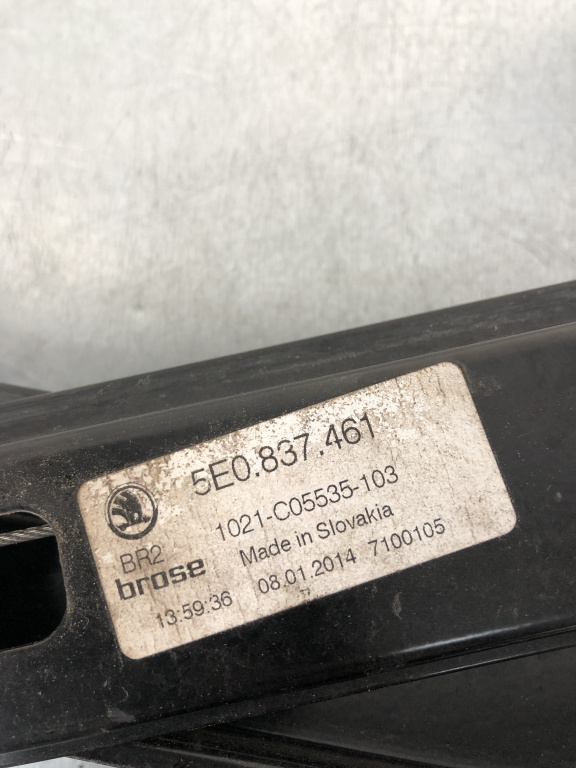 5E0.837.461
1021-C05535-103
BR2 Made in Slovakia
brose 08.01.2014 7100105
13:59:36